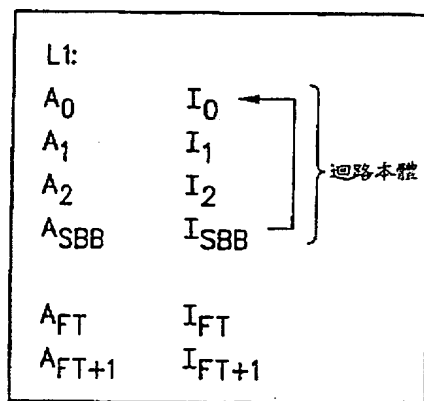 L1:
A0 I0
A1 I1
A2 I2
迴路本體
ASBB ISBB
AFT IFT
AFT+1 IFT+1